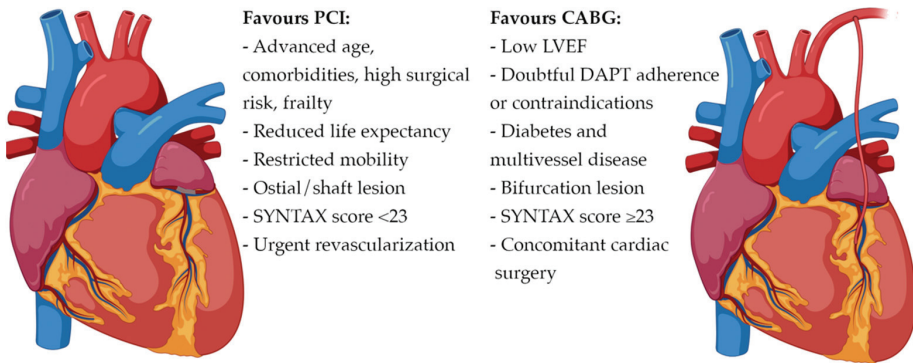 Favours PCI:
- Advanced age,
comorbidities, high surgical
risk, frailty
- Reduced life expectancy
- Restricted mobility
- Ostial/shaft lesion
- SYNTAX score <23
- Urgent revascularization
Favours CABG:
- Low LVEF
- Doubtful DAPT adherence
or contraindications
- Diabetes and
multivessel disease
- Bifurcation lesion
- SYNTAX score ≥23
- Concomitant cardiac
surgery